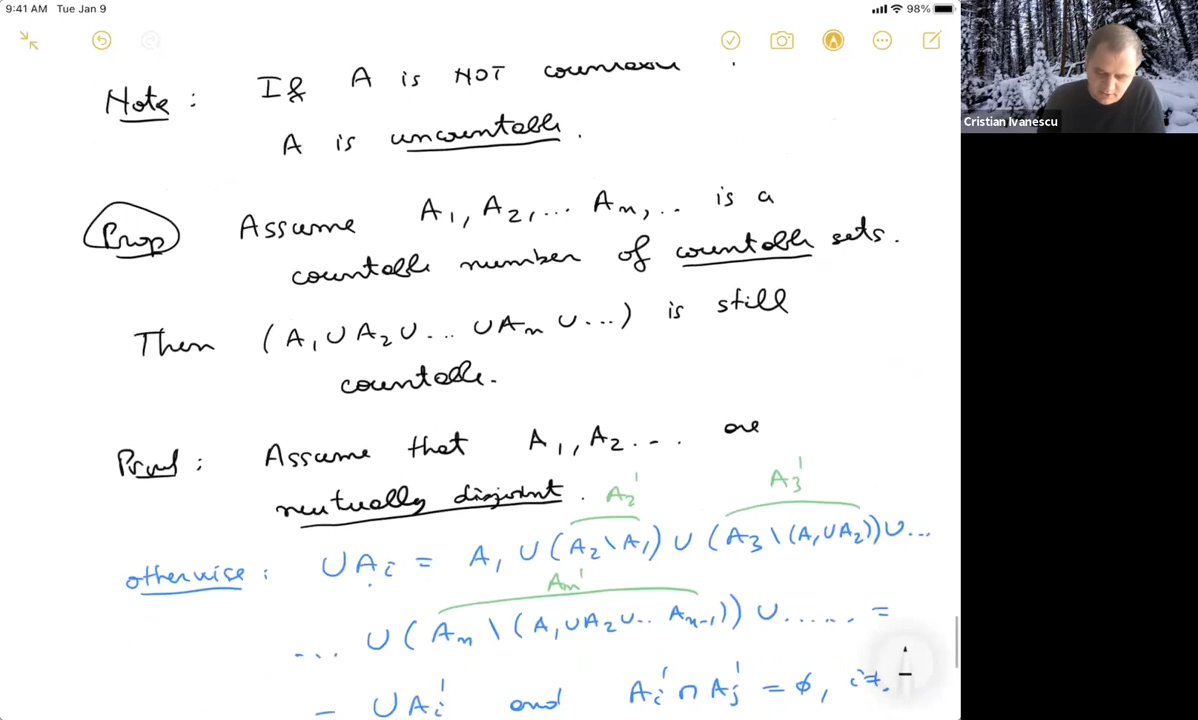 9:41 AM Tue Jan 9
98%
Cristian Ivanescu
Note : If A is NOT
A is uncountable .
Prop Assume A₁, A₂, ... Aₙ, .. is a
countable number of countable sets.
Then (A₁ ∪ A₂ ∪ ... ∪ Aₙ ∪ ...) is still
countable.
Proof : Assume that A₁, A₂ ... are
mutually disjoint .
A₂' A₃'
otherwise : ∪ Aᵢ = A₁ ∪ (A₂ \ A₁) ∪ (A₃ \ (A₁ ∪ A₂)) ∪ ...
Aₙ'
... ∪ (Aₙ \ (A₁ ∪ A₂ ∪ .. Aₙ₋₁)) ∪ ...... =
= ∪ Aᵢ' and Aᵢ' ∩ Aⱼ' = ∅, i ≠